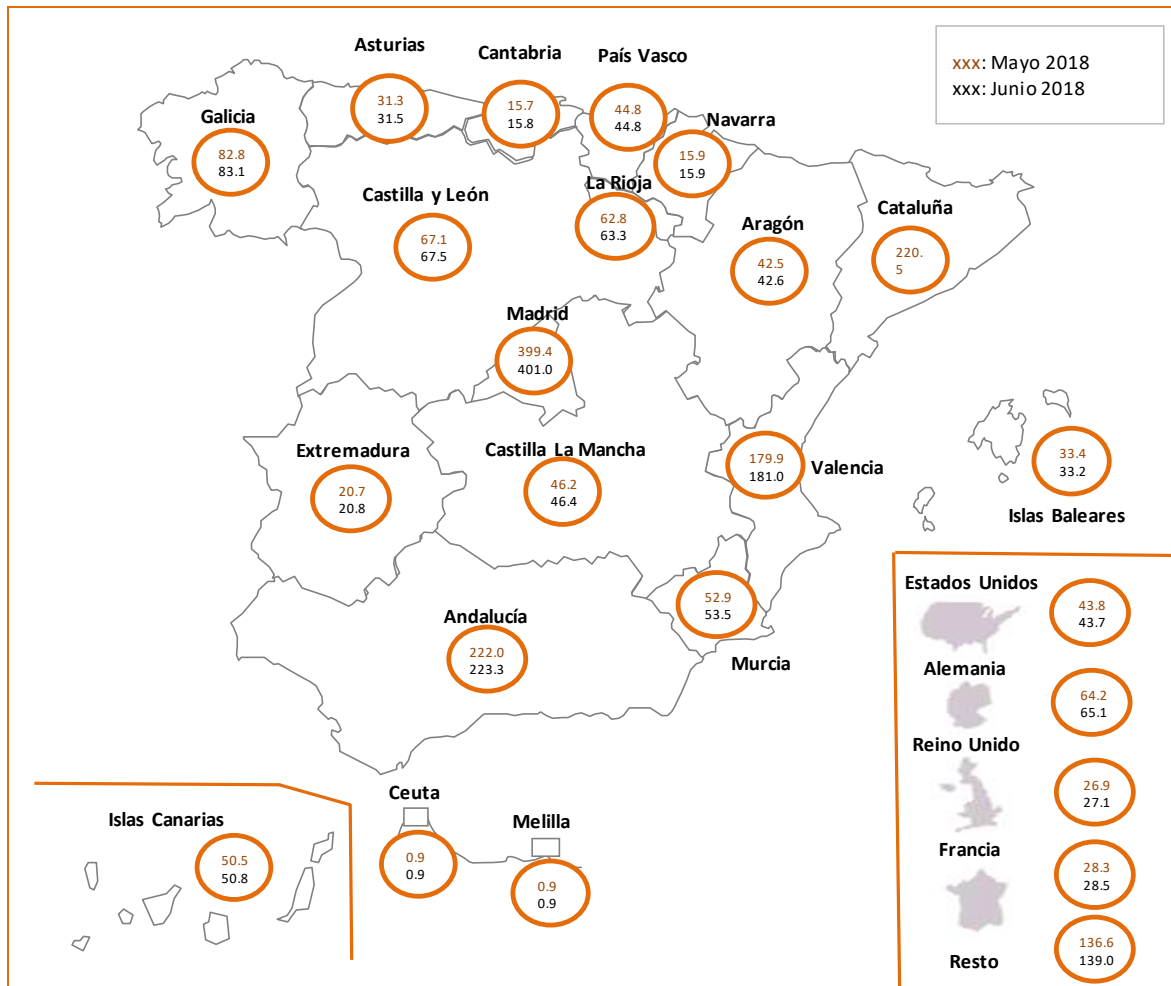 xxx: Mayo 2018
xxx: Junio 2018
Asturias
31.3
31.5
Cantabria
15.7
15.8
País Vasco
44.8
44.8
Galicia
82.8
83.1
Navarra
15.9
15.9
Castilla y León
67.1
67.5
La Rioja
62.8
63.3
Aragón
42.5
42.6
Cataluña
220.
5
Madrid
399.4
401.0
Extremadura
20.7
20.8
Castilla La Mancha
46.2
46.4
179.9
181.0
Valencia
33.4
33.2
Islas Baleares
Andalucía
222.0
223.3
52.9
53.5
Murcia
Estados Unidos
43.8
43.7
Alemania
64.2
65.1
Reino Unido
26.9
27.1
Francia
28.3
28.5
Resto
136.6
139.0
Islas Canarias
50.5
50.8
Ceuta
0.9
0.9
Melilla
0.9
0.9